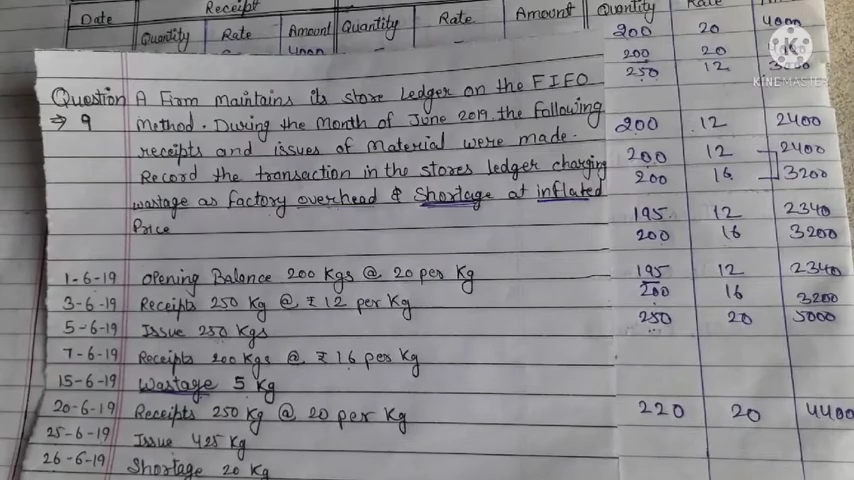 Receipt
Date Quantity Rate Amount Quantity Rate Amount Quantity
200 20 4000
200 20
250 12
KINEMASTER
Question A Firm maintains its store Ledger on the FIFO
⇒ 9 Method. During the Month of June 2019 the following
receipts and issues of Material were made.
Record the transaction in the stores ledger charging
wastage as factory overhead & Shortage at inflated
Price
200 12 2400
200 12 2400
200 16 3200
195 12 2340
200 16 3200
1-6-19 Opening Balance 200 Kgs @ 20 per Kg
3-6-19 Receipts 250 Kg @ ₹12 per Kg
5-6-19 Issue 250 Kgs
7-6-19 Receipts 200 Kgs @ ₹16 per Kg
15-6-19 Wastage 5 Kg
20-6-19 Receipts 250 Kg @ 20 per Kg
25-6-19 Issue 425 Kg
26-6-19 Shortage 20 Kg
195 12 2340
200 16 3200
250 20 5000
220 20 4400